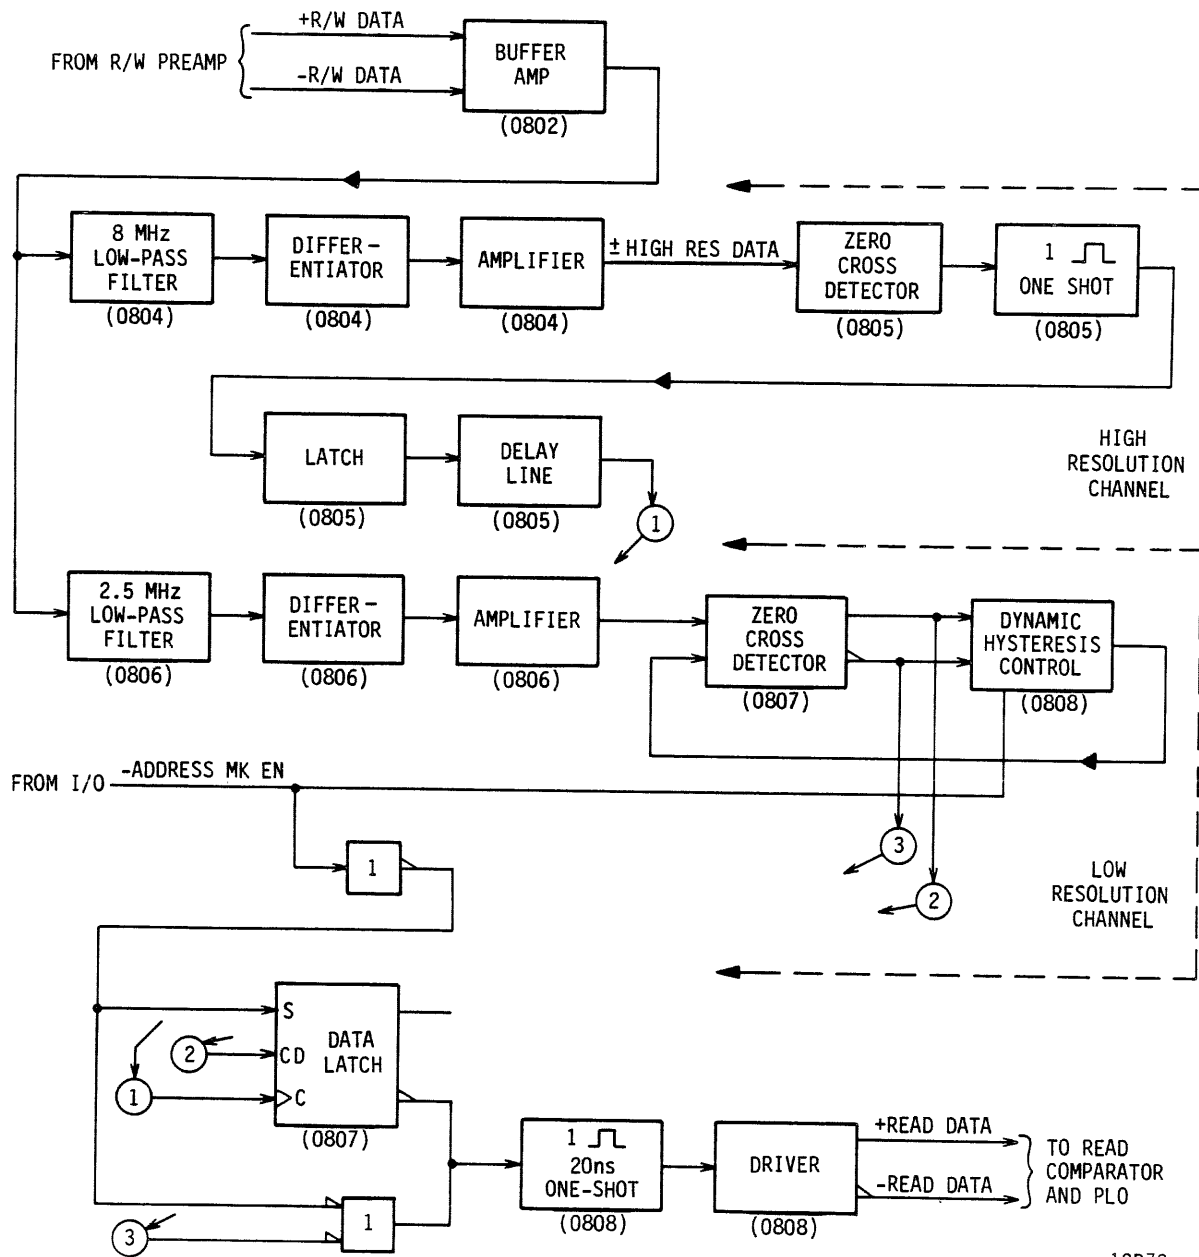 +R/W DATA
FROM R/W PREAMP
-R/W DATA
BUFFER
AMP
(0802)
8 MHz
LOW-PASS
FILTER
(0804)
DIFFER-
ENTIATOR
(0804)
AMPLIFIER
(0804)
± HIGH RES DATA
ZERO
CROSS
DETECTOR
(0805)
1
ONE SHOT
(0805)
LATCH
(0805)
DELAY
LINE
(0805)
1
HIGH
RESOLUTION
CHANNEL
2.5 MHz
LOW-PASS
FILTER
(0806)
DIFFER-
ENTIATOR
(0806)
AMPLIFIER
(0806)
ZERO
CROSS
DETECTOR
(0807)
DYNAMIC
HYSTERESIS
CONTROL
(0808)
FROM I/O
-ADDRESS MK EN
1
3
2
LOW
RESOLUTION
CHANNEL
S
CD
C
DATA
LATCH
(0807)
2
1
3
1
1
20ns
ONE-SHOT
(0808)
DRIVER
(0808)
+READ DATA
-READ DATA
TO READ
COMPARATOR
AND PLO